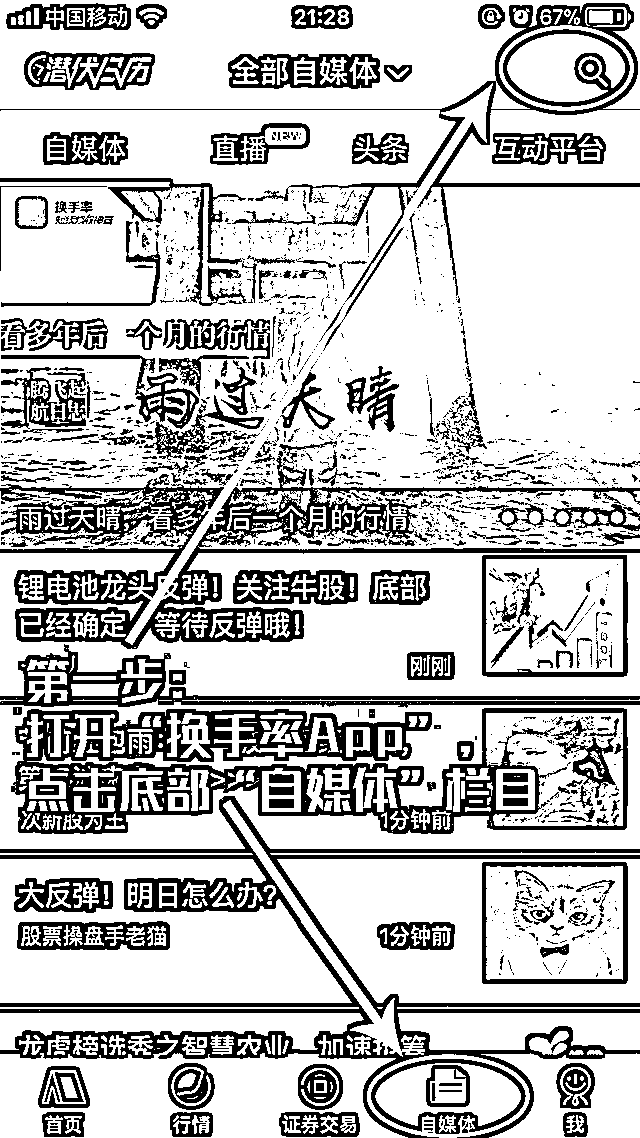 中国移动 21:28 67%
潜伏日历 全部自媒体
自媒体 直播 NEW 头条 互动平台
换手率
看多年后一个月的行情
雨过天晴
雨过天晴，看多年后一个月的行情
锂电池龙头反弹！关注牛股！底部
已经确定，等待反弹哦！
刚刚
第一步：
打开“换手率App”，
点击底部“自媒体”栏目
次新股为王 1分钟前
大反弹！明日怎么办？
股票操盘手老猫 1分钟前
首页 行情 证券交易 自媒体 我